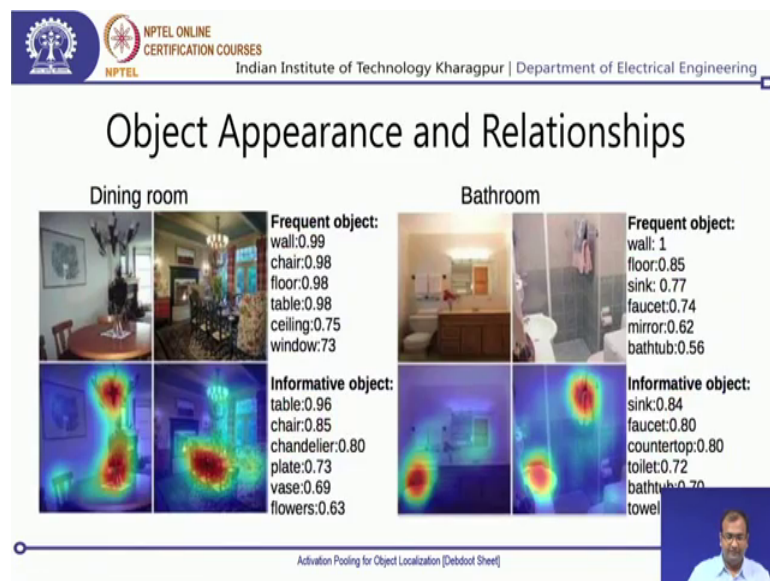 NPTEL ONLINE
CERTIFICATION COURSES
NPTEL
Indian Institute of Technology Kharagpur | Department of Electrical Engineering
Object Appearance and Relationships
Dining room
Frequent object:
wall:0.99
chair:0.98
floor:0.98
table:0.98
ceiling:0.75
window:73
Informative object:
table:0.96
chair:0.85
chandelier:0.80
plate:0.73
vase:0.69
flowers:0.63
Bathroom
Frequent object:
wall: 1
floor:0.85
sink: 0.77
faucet:0.74
mirror:0.62
bathtub:0.56
Informative object:
sink:0.84
faucet:0.80
countertop:0.80
toilet:0.72
bathtub:0.70
towel
Activation Pooling for Object Localization [Debdoot Sheet]